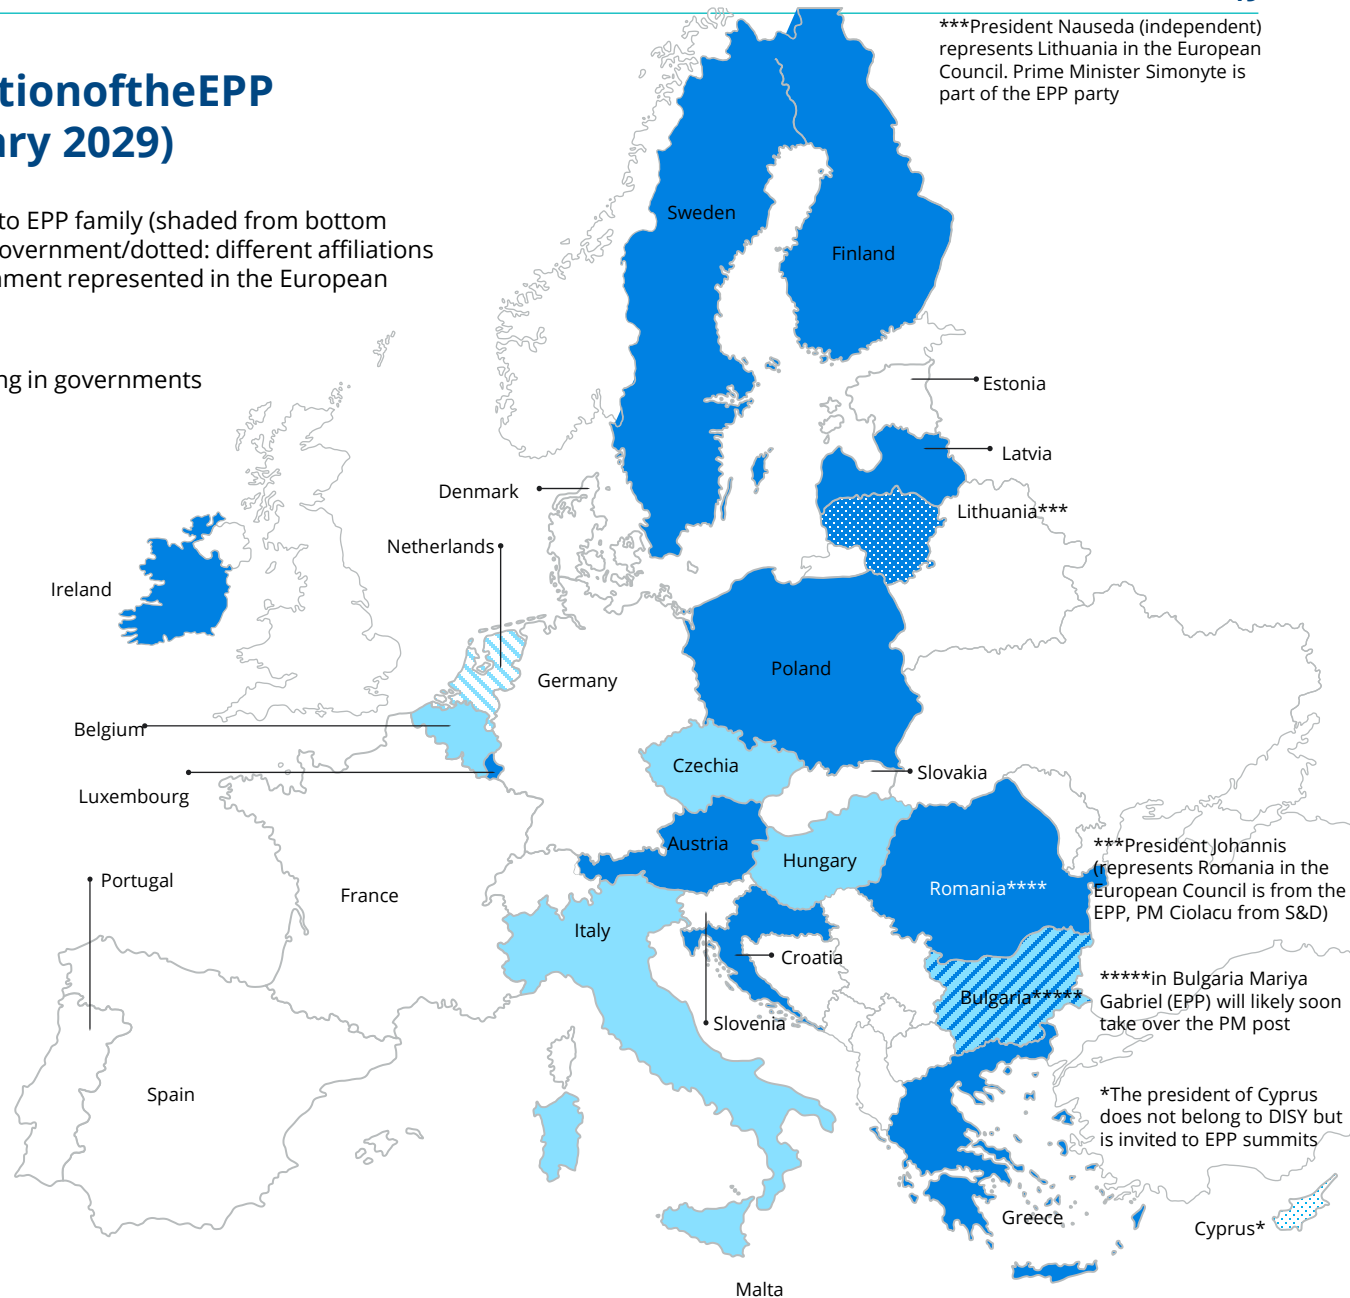 ***President Nauseda (independent)
represents Lithuania in the European
Council. Prime Minister Simonyte is
part of the EPP party
tionoftheEPP
ary 2029)
to EPP family (shaded from bottom
overnment/dotted: different affiliations
nment represented in the European
ng in governments
Sweden
Finland
Estonia
Latvia
Denmark
Lithuania***
Netherlands
Ireland
Poland
Germany
Belgium
Czechia
Slovakia
Luxembourg
Austria
Hungary
***President Johannis
(represents Romania in the
European Council is from the
EPP, PM Ciolacu from S&D)
Portugal
France
Romania****
Italy
Croatia
*****in Bulgaria Mariya
Gabriel (EPP) will likely soon
take over the PM post
Bulgaria*****
Slovenia
Spain
*The president of Cyprus
does not belong to DISY but
is invited to EPP summits
Greece
Cyprus*
Malta